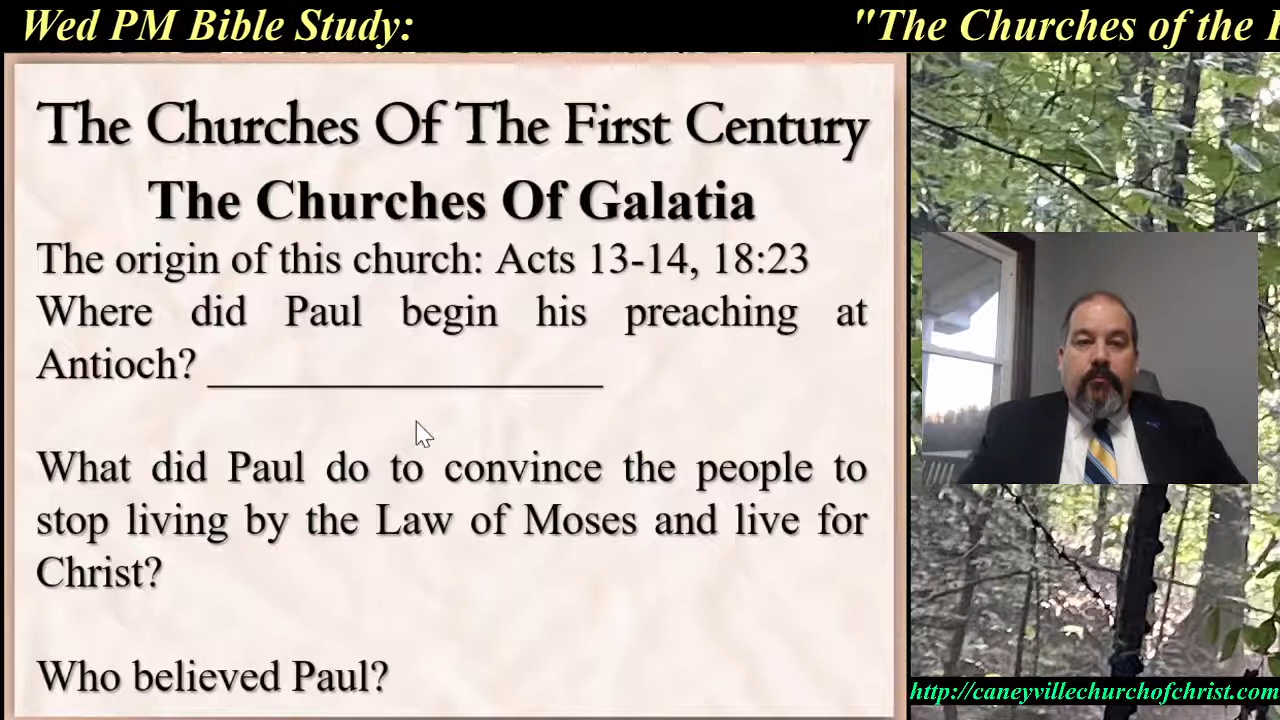 Wed PM Bible Study:
"The Churches of the
The Churches Of The First Century
The Churches Of Galatia
The origin of this church: Acts 13-14, 18:23
Where did Paul begin his preaching at
Antioch? ___________________
What did Paul do to convince the people to
stop living by the Law of Moses and live for
Christ?
Who believed Paul?
http://caneyvillechurchofchrist.com